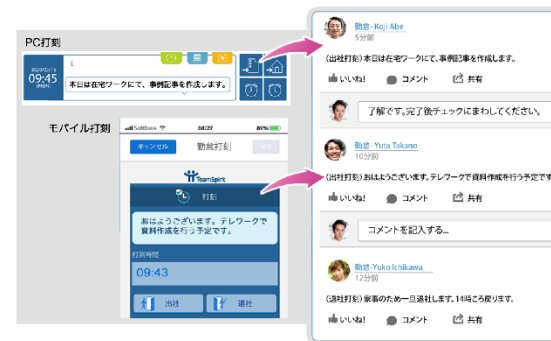 PC打刻
2020/03/16
09:45
(MON)
本日は在宅ワークにて、事例記事を作成します。
モバイル打刻
SoftBank
08:27
89%
キャンセル
勤続打刻
TeamSpirit
打刻
おはようございます。テレワークで
資料作成を行う予定です。
打刻時間
09:43
出社
退社
勤怠- Koji Abe
5分前
(出社打刻) 本日は在宅ワークにて、事例記事を作成します。
いいね!
コメント
共有
了解です。完了後チェックにまわしてください。
勤怠- Yuta Takano
10分前
(出社打刻) おはようございます。テレワークで資料作成を行う予定です
いいね!
コメント
共有
コメントを記入する...
勤怠-Yuko Ichikawa
12分前
(退社打刻) 家事のため一旦退社します。14時ころ戻ります。
いいね!
コメント
共有